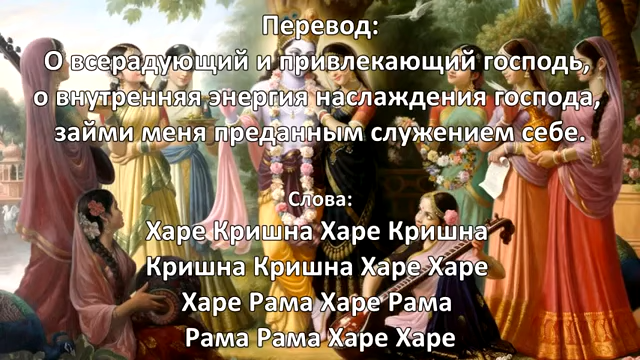 Перевод:
О всерадующий и привлекающий господь,
о внутренняя энергия наслаждения господа,
займи меня преданным служением себе.
Слова:
Харе Кришна Харе Кришна
Кришна Кришна Харе Харе
Харе Рама Харе Рама
Рама Рама Харе Харе